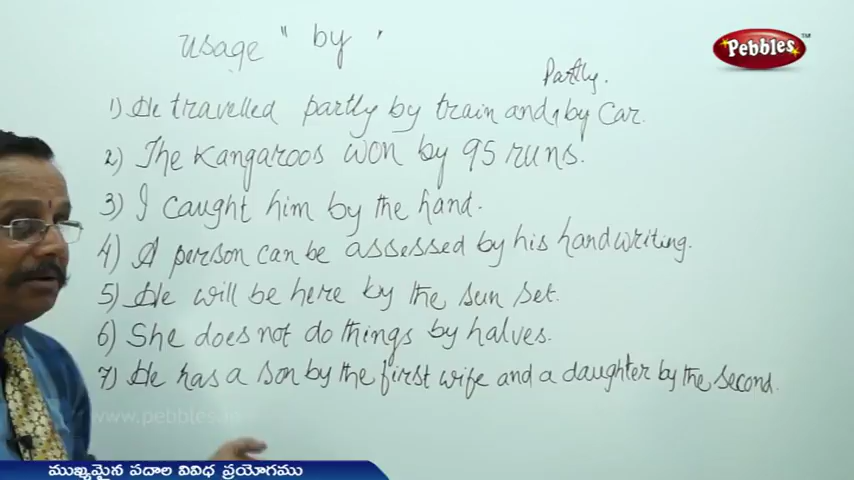 usage " by "
Pebbles TM
Partly.
1) He travelled partly by train and, by Car.
2) The Kangaroos won by 95 runs.
3) I caught him by the hand.
4) A person can be assessed by his handwriting.
5) He will be here by the sun set.
6) She does not do things by halves.
7) He has a son by the first wife and a daughter by the second.
www.pebbles.in
ముఖ్యమైన పదాల వివిధ ప్రయోగము